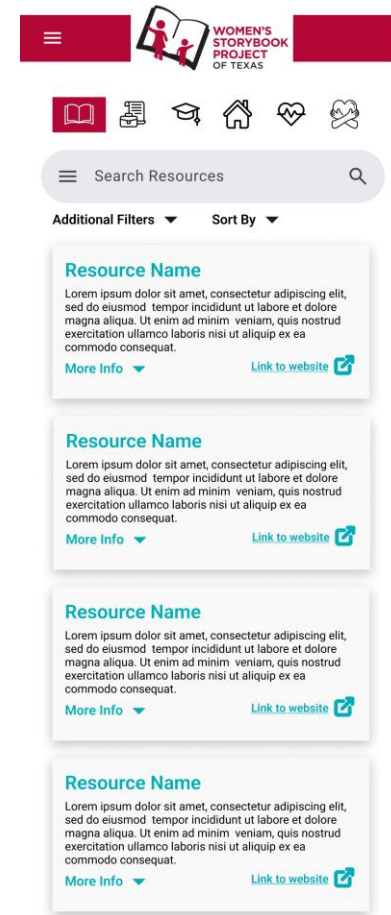 WOMEN'S
STORYBOOK
PROJECT
OF TEXAS
Search Resources
Additional Filters Sort By
Resource Name
Lorem ipsum dolor sit amet, consectetur adipiscing elit,
sed do eiusmod tempor incididunt ut labore et dolore
magna aliqua. Ut enim ad minim veniam, quis nostrud
exercitation ullamco laboris nisi ut aliquip ex ea
commodo consequat.
More Info Link to website
Resource Name
Lorem ipsum dolor sit amet, consectetur adipiscing elit,
sed do eiusmod tempor incididunt ut labore et dolore
magna aliqua. Ut enim ad minim veniam, quis nostrud
exercitation ullamco laboris nisi ut aliquip ex ea
commodo consequat.
More Info Link to website
Resource Name
Lorem ipsum dolor sit amet, consectetur adipiscing elit,
sed do eiusmod tempor incididunt ut labore et dolore
magna aliqua. Ut enim ad minim veniam, quis nostrud
exercitation ullamco laboris nisi ut aliquip ex ea
commodo consequat.
More Info Link to website
Resource Name
Lorem ipsum dolor sit amet, consectetur adipiscing elit,
sed do eiusmod tempor incididunt ut labore et dolore
magna aliqua. Ut enim ad minim veniam, quis nostrud
exercitation ullamco laboris nisi ut aliquip ex ea
commodo consequat.
More Info Link to website